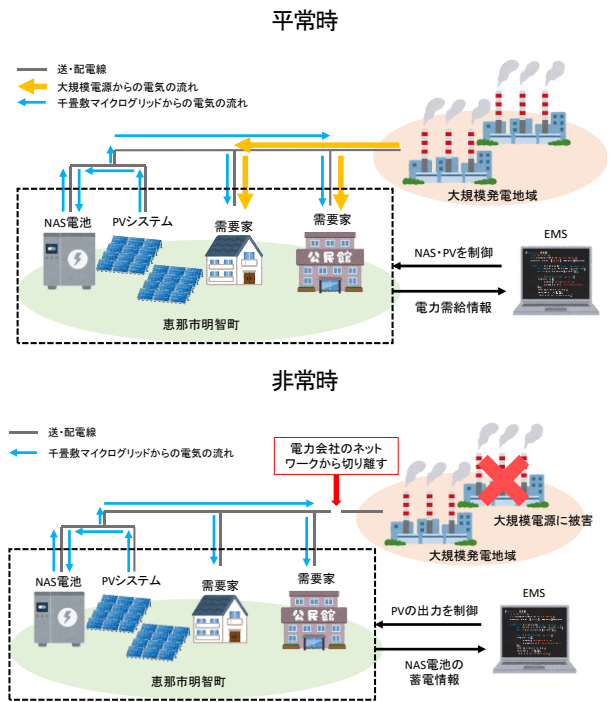 平常時
送・配電線
大規模電源からの電気の流れ
千畳敷マイクログリッドからの電気の流れ
大規模発電地域
NAS電池
PVシステム
需要家
需要家
公民館
恵那市明智町
EMS
NAS・PVを制御
電力需給情報
非常時
送・配電線
千畳敷マイクログリッドからの電気の流れ
電力会社のネット
ワークから切り離す
大規模電源に被害
大規模発電地域
NAS電池
PVシステム
需要家
需要家
公民館
恵那市明智町
EMS
PVの出力を制御
NAS電池の
蓄電情報